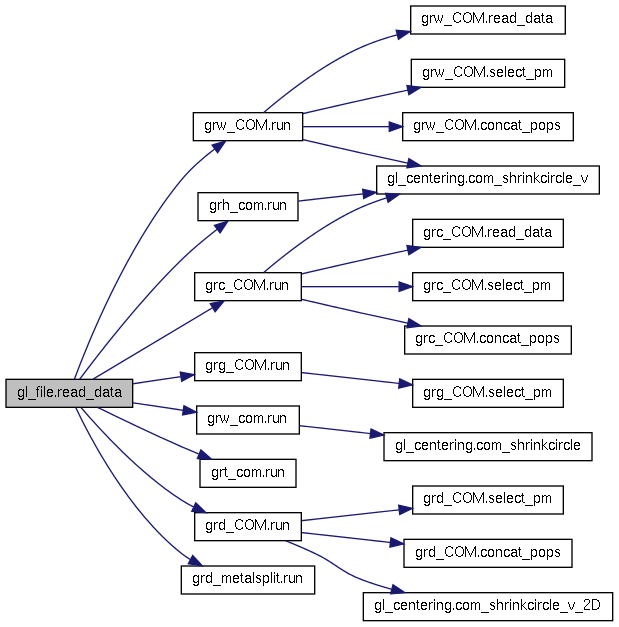 grw_COM.read_data
grw_COM.select_pm
grw_COM.run
grw_COM.concat_pops
gl_centering.com_shrinkcircle_v
grh_com.run
grc_COM.read_data
grc_COM.run
grc_COM.select_pm
grc_COM.concat_pops
grg_COM.run
gl_file.read_data
grg_COM.select_pm
grw_com.run
gl_centering.com_shrinkcircle
grt_com.run
grd_COM.select_pm
grd_COM.run
grd_COM.concat_pops
grd_metalsplit.run
gl_centering.com_shrinkcircle_v_2D